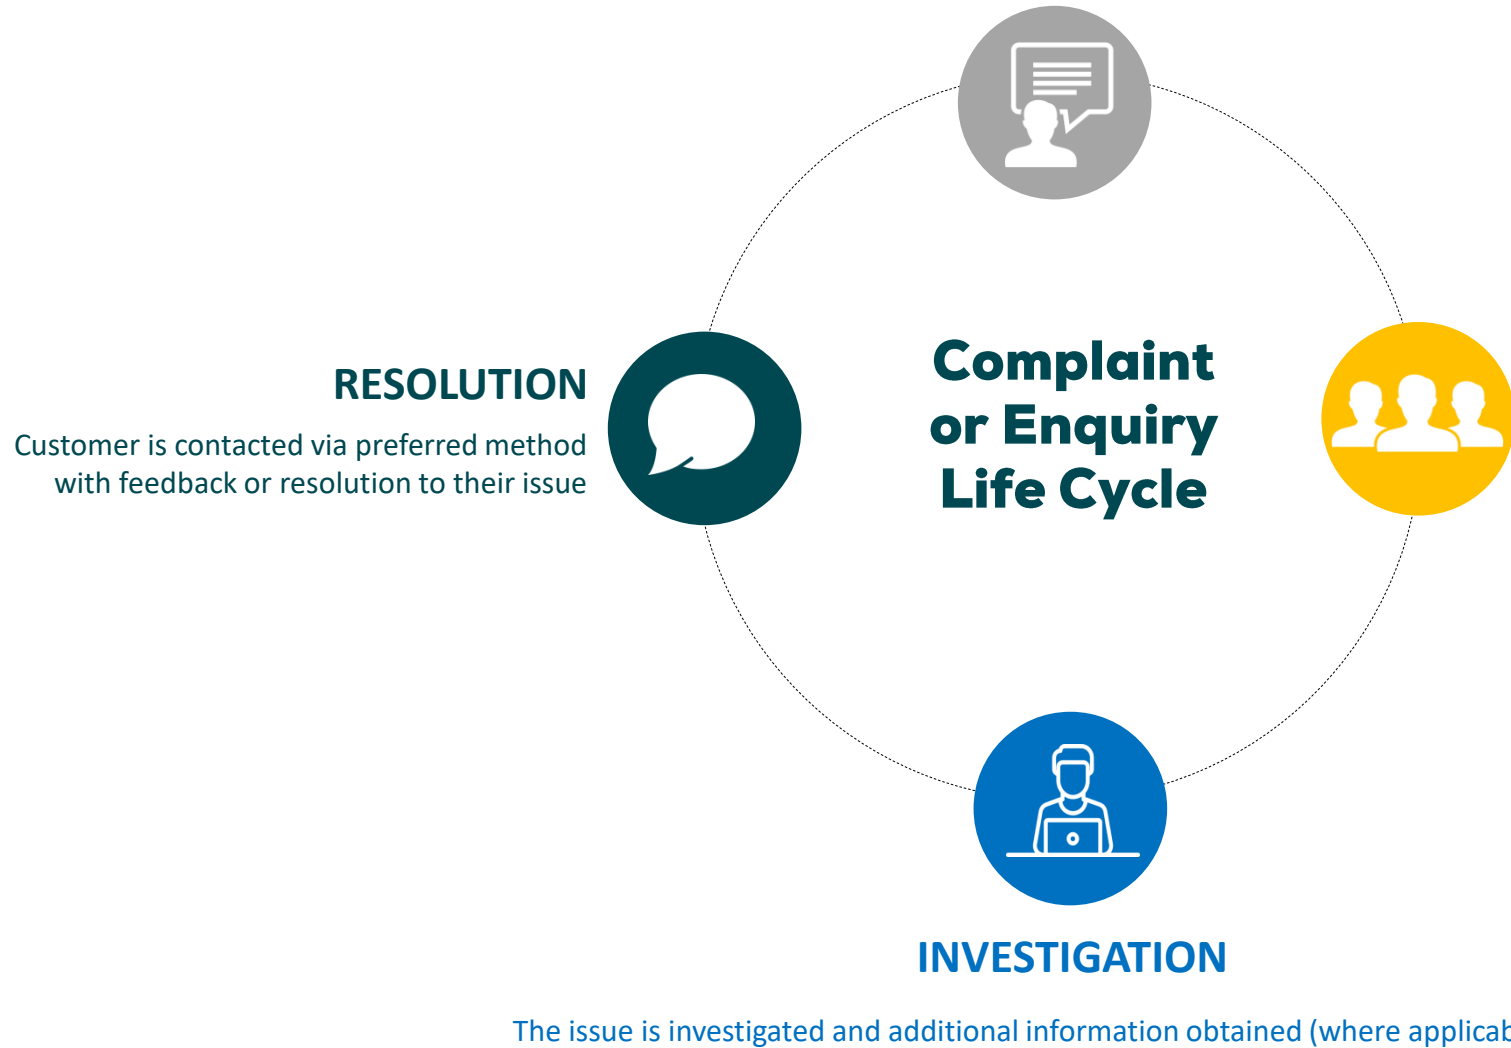 Complaint
or Enquiry
Life Cycle
RESOLUTION
Customer is contacted via preferred method
with feedback or resolution to their issue
INVESTIGATION
The issue is investigated and additional information obtained (where